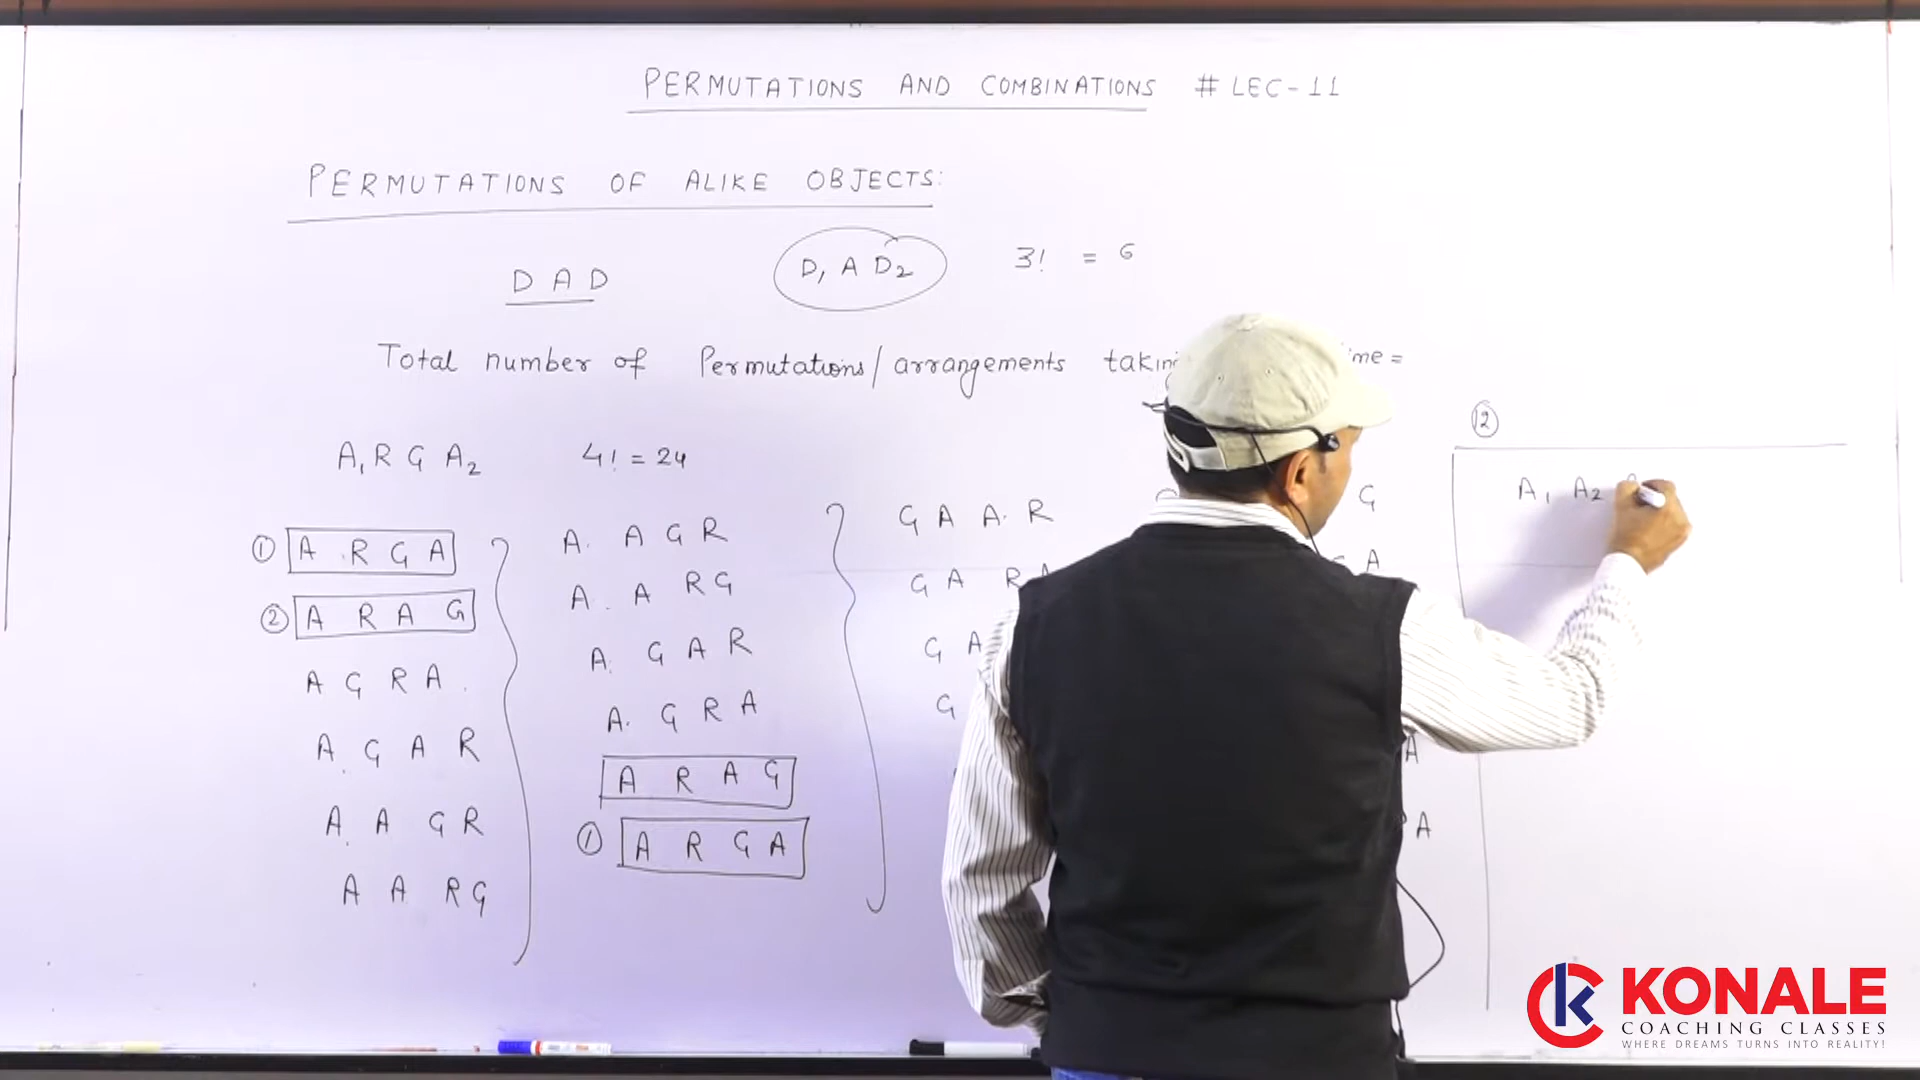 PERMUTATIONS AND COMBINATIONS # LEC-11
PERMUTATIONS OF ALIKE OBJECTS:
D A D
D1 A D2
3! = 6
Total number of Permutations/arrangements
A1 R G A2
4! = 24
① A R G A
② A R A G
A G R A
A G A R
A A G R
A A R G
A A G R
A A R G
A G A R
A G R A
A R A G
① A R G A
G A A R
G A R
G A
G
G
A
A
A
⑫
A1 A2
KONALE
COACHING CLASSES
WHERE DREAMS TURNS INTO REALITY!